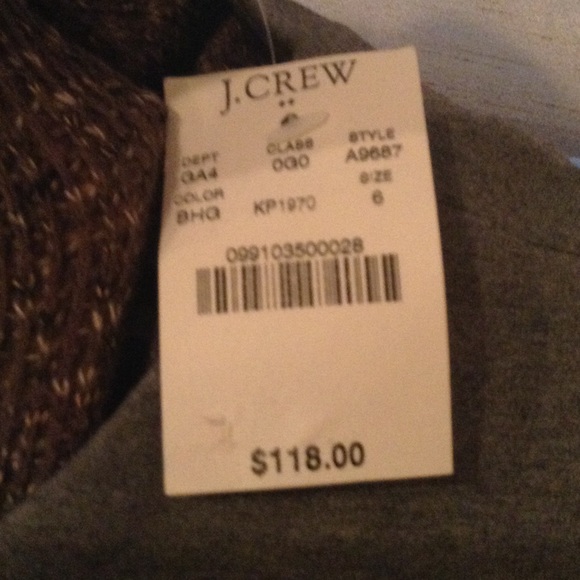 J.CREW
DEPT CLASS STYLE
GA4 0G0 A9687
COLOR SIZE
BHG KP1970 6
099103500028
$118.00